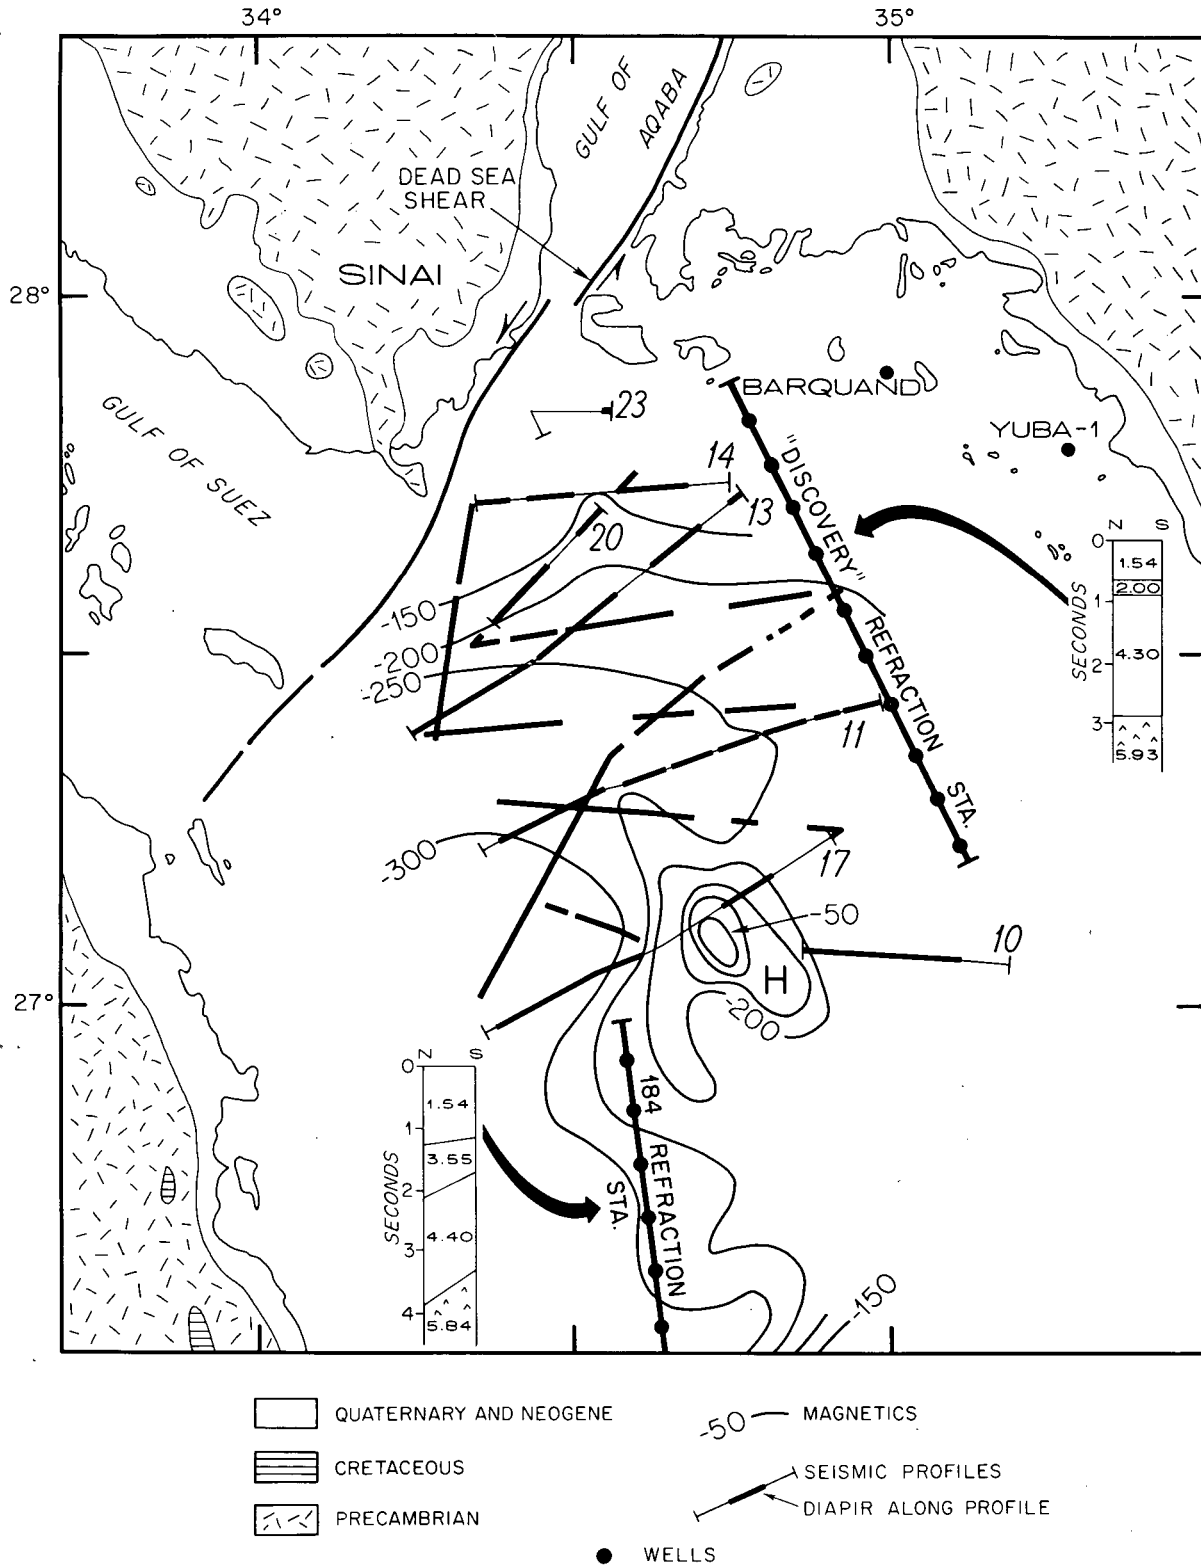 34°
35°
GULF OF
AQABA
DEAD SEA
SHEAR
SINAI
28°
GULF OF SUEZ
BARQUAND
YUBA-1
23
14
13
20
"DISCOVERY"
REFRACTION
STA.
N S
0
1.54
2.00
1
4.30
2
3
5.93
SECONDS
-150
-200
-250
11
-300
17
-50
10
H
-200
27°
N S
0
1.54
1
3.55
2
4.40
3
4
5.84
SECONDS
184
REFRACTION
STA.
-150
QUATERNARY AND NEOGENE
CRETACEOUS
PRECAMBRIAN
-50
MAGNETICS
SEISMIC PROFILES
DIAPIR ALONG PROFILE
WELLS